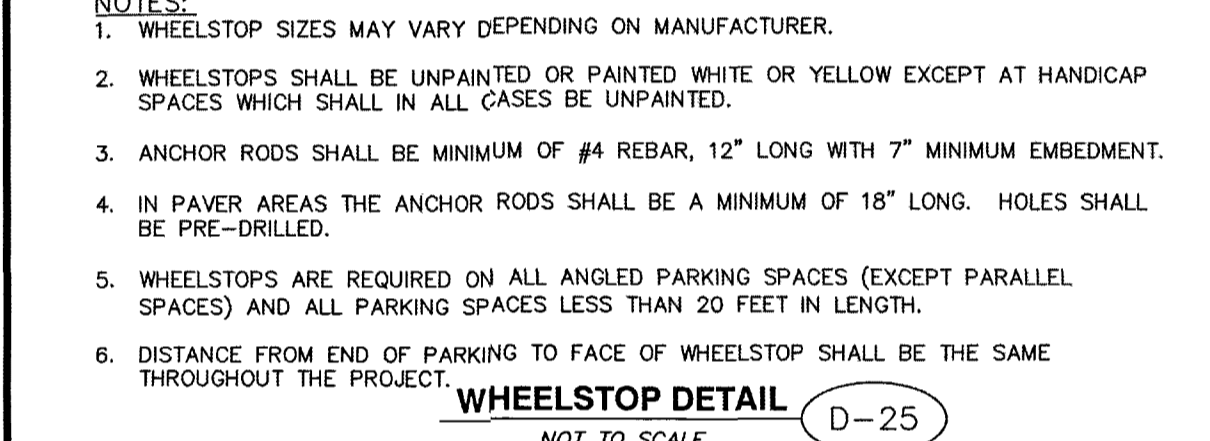 NOTES:
1. WHEELSTOP SIZES MAY VARY DEPENDING ON MANUFACTURER.
2. WHEELSTOPS SHALL BE UNPAINTED OR PAINTED WHITE OR YELLOW EXCEPT AT HANDICAP
SPACES WHICH SHALL IN ALL CASES BE UNPAINTED.
3. ANCHOR RODS SHALL BE MINIMUM OF #4 REBAR, 12" LONG WITH 7" MINIMUM EMBEDMENT.
4. IN PAVER AREAS THE ANCHOR RODS SHALL BE A MINIMUM OF 18" LONG. HOLES SHALL
BE PRE-DRILLED.
5. WHEELSTOPS ARE REQUIRED ON ALL ANGLED PARKING SPACES (EXCEPT PARALLEL
SPACES) AND ALL PARKING SPACES LESS THAN 20 FEET IN LENGTH.
6. DISTANCE FROM END OF PARKING TO FACE OF WHEELSTOP SHALL BE THE SAME
THROUGHOUT THE PROJECT.
WHEELSTOP DETAIL
D-25
NOT TO SCALE